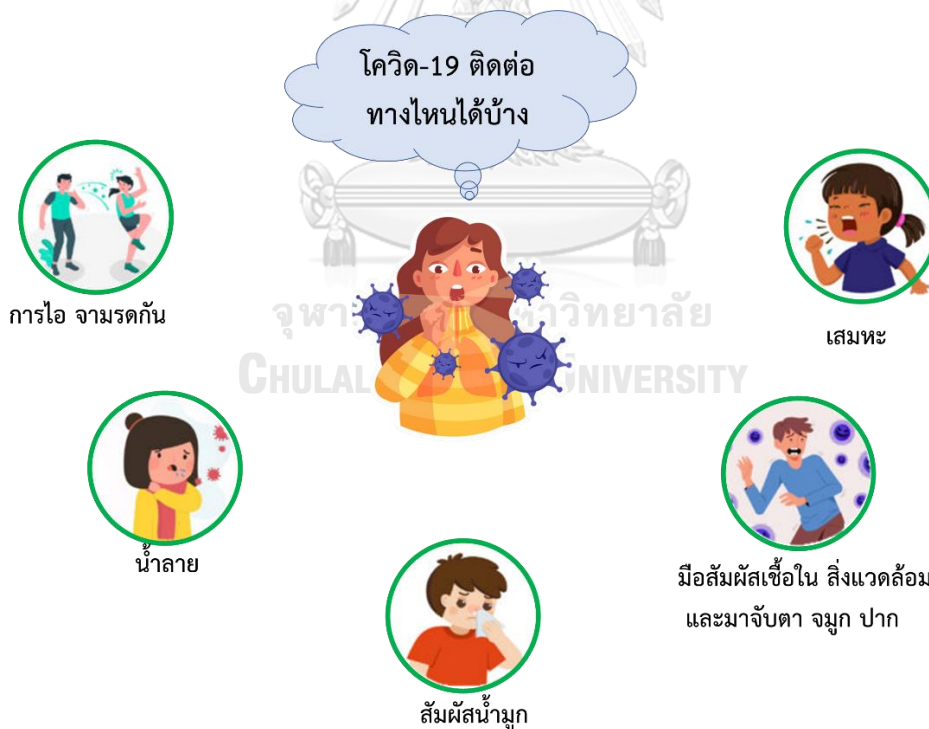 โควิด-19 ติดต่อ
ทางไหนได้บ้าง
การไอ จามรดกัน
เสมหะ
น้ำลาย
มือสัมผัสเชื้อใน สิ่งแวดล้อม
และมาจับตา จมูก ปาก
สัมผัสน้ำมูก
UNIVERSITY